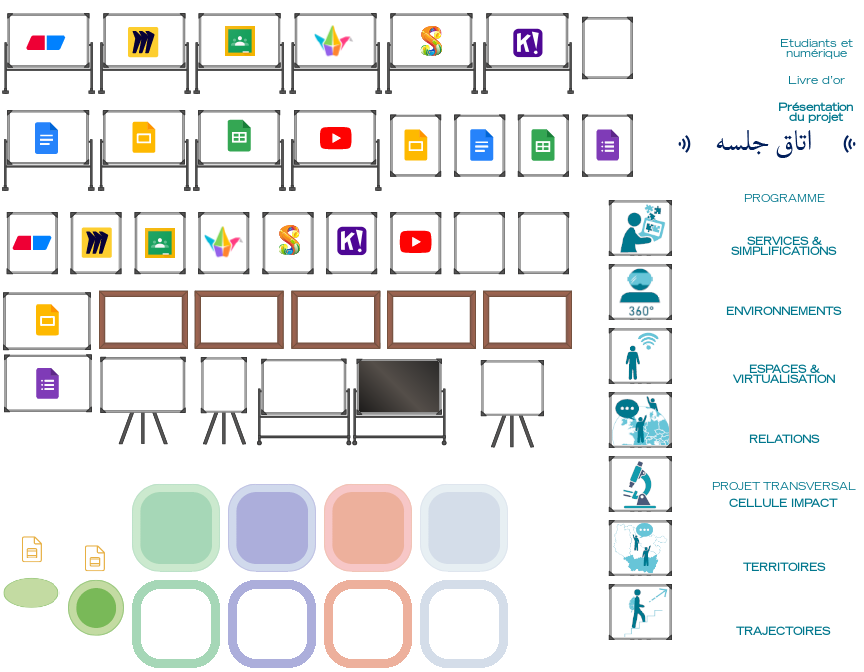 K!
Etudiants et
numérique
Livre d'or
Présentation
du projet
اتاق جلسه
K!
PROGRAMME
SERVICES &
SIMPLIFICATIONS
360°
ENVIRONNEMENTS
ESPACES &
VIRTUALISATION
RELATIONS
PROJET TRANSVERSAL
CELLULE IMPACT
TERRITOIRES
TRAJECTOIRES